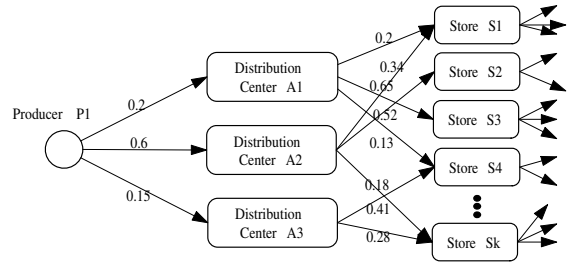 Store S1
0.2
Distribution
Center A1
0.34
Store S2
0.65
0.2
Producer P1
0.52
Store S3
0.6
Distribution
Center A2
0.13
Store S4
0.18
0.15
0.41
Distribution
Center A3
0.28
Store Sk